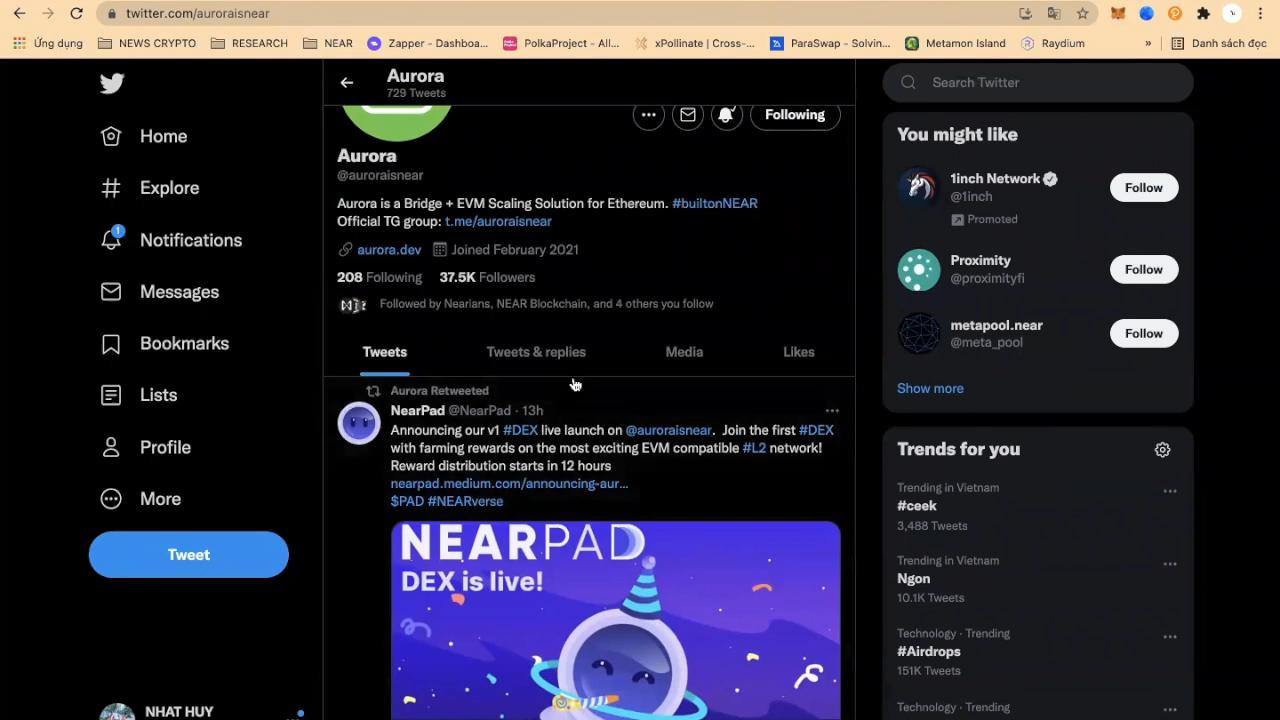 twitter.com/auroraisnear
Ứng dụng
NEWS CRYPTO
RESEARCH
NEAR
Zapper – Dashboa...
PolkaProject - All...
xPollinate | Cross-...
ParaSwap - Solvin...
Metamon Island
Raydium
»
Danh sách đọc
Home
Explore
1
Notifications
Messages
Bookmarks
Lists
Profile
More
Tweet
NHAT HUY
Aurora
729 Tweets
Following
Aurora
@auroraisnear
Aurora is a Bridge + EVM Scaling Solution for Ethereum. #builtonNEAR
Official TG group: t.me/auroraisnear
aurora.dev Joined February 2021
208 Following 37.5K Followers
Followed by Nearians, NEAR Blockchain, and 4 others you follow
Tweets
Tweets & replies
Media
Likes
Aurora Retweeted
NearPad @NearPad · 13h
Announcing our v1 #DEX live launch on @auroraisnear. Join the first #DEX
with farming rewards on the most exciting EVM compatible #L2 network!
Reward distribution starts in 12 hours
nearpad.medium.com/announcing-aur...
$PAD #NEARverse
NEARPAD
DEX is live!
Search Twitter
You might like
1inch Network
@1inch
Promoted
Follow
Proximity
@proximityfi
Follow
metapool.near
@meta_pool
Follow
Show more
Trends for you
Trending in Vietnam
#ceek
3,488 Tweets
Trending in Vietnam
Ngon
10.1K Tweets
Technology · Trending
#Airdrops
151K Tweets
Technology · Trending